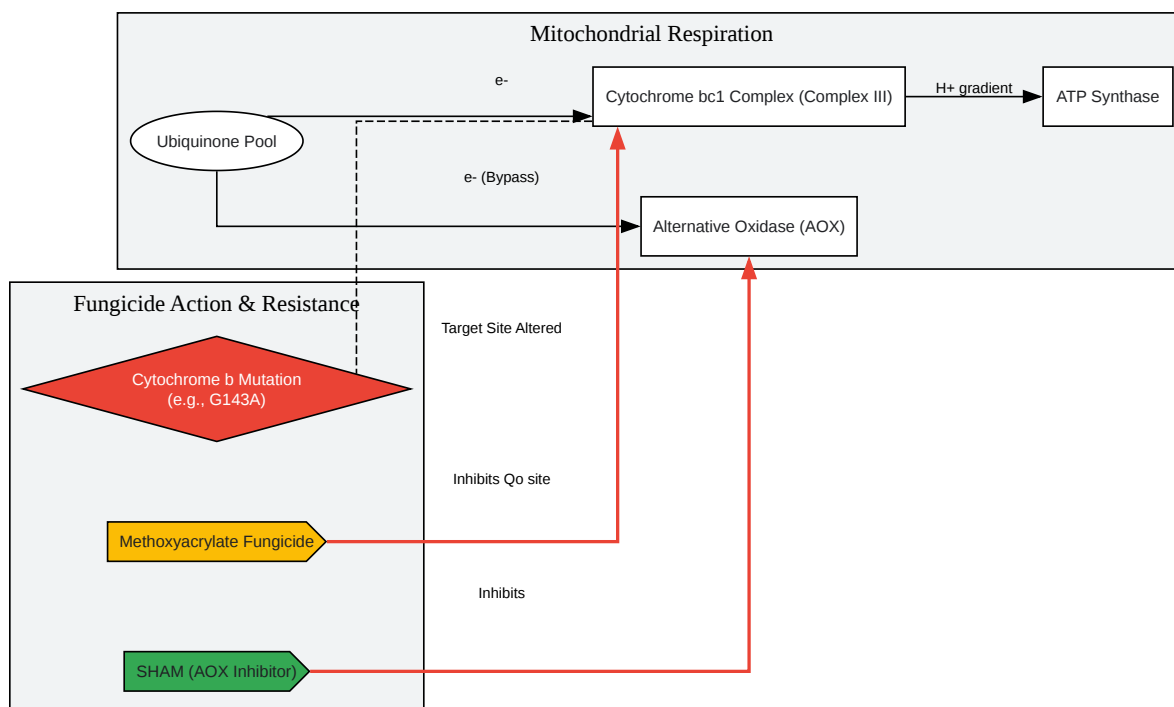 Mitochondrial Respiration
e-
Cytochrome bc1 Complex (Complex III)
H+ gradient
ATP Synthase
Ubiquinone Pool
e- (Bypass)
Alternative Oxidase (AOX)
Fungicide Action & Resistance
Target Site Altered
Cytochrome b Mutation
(e.g., G143A)
Inhibits Qo site
Methoxyacrylate Fungicide
Inhibits
SHAM (AOX Inhibitor)